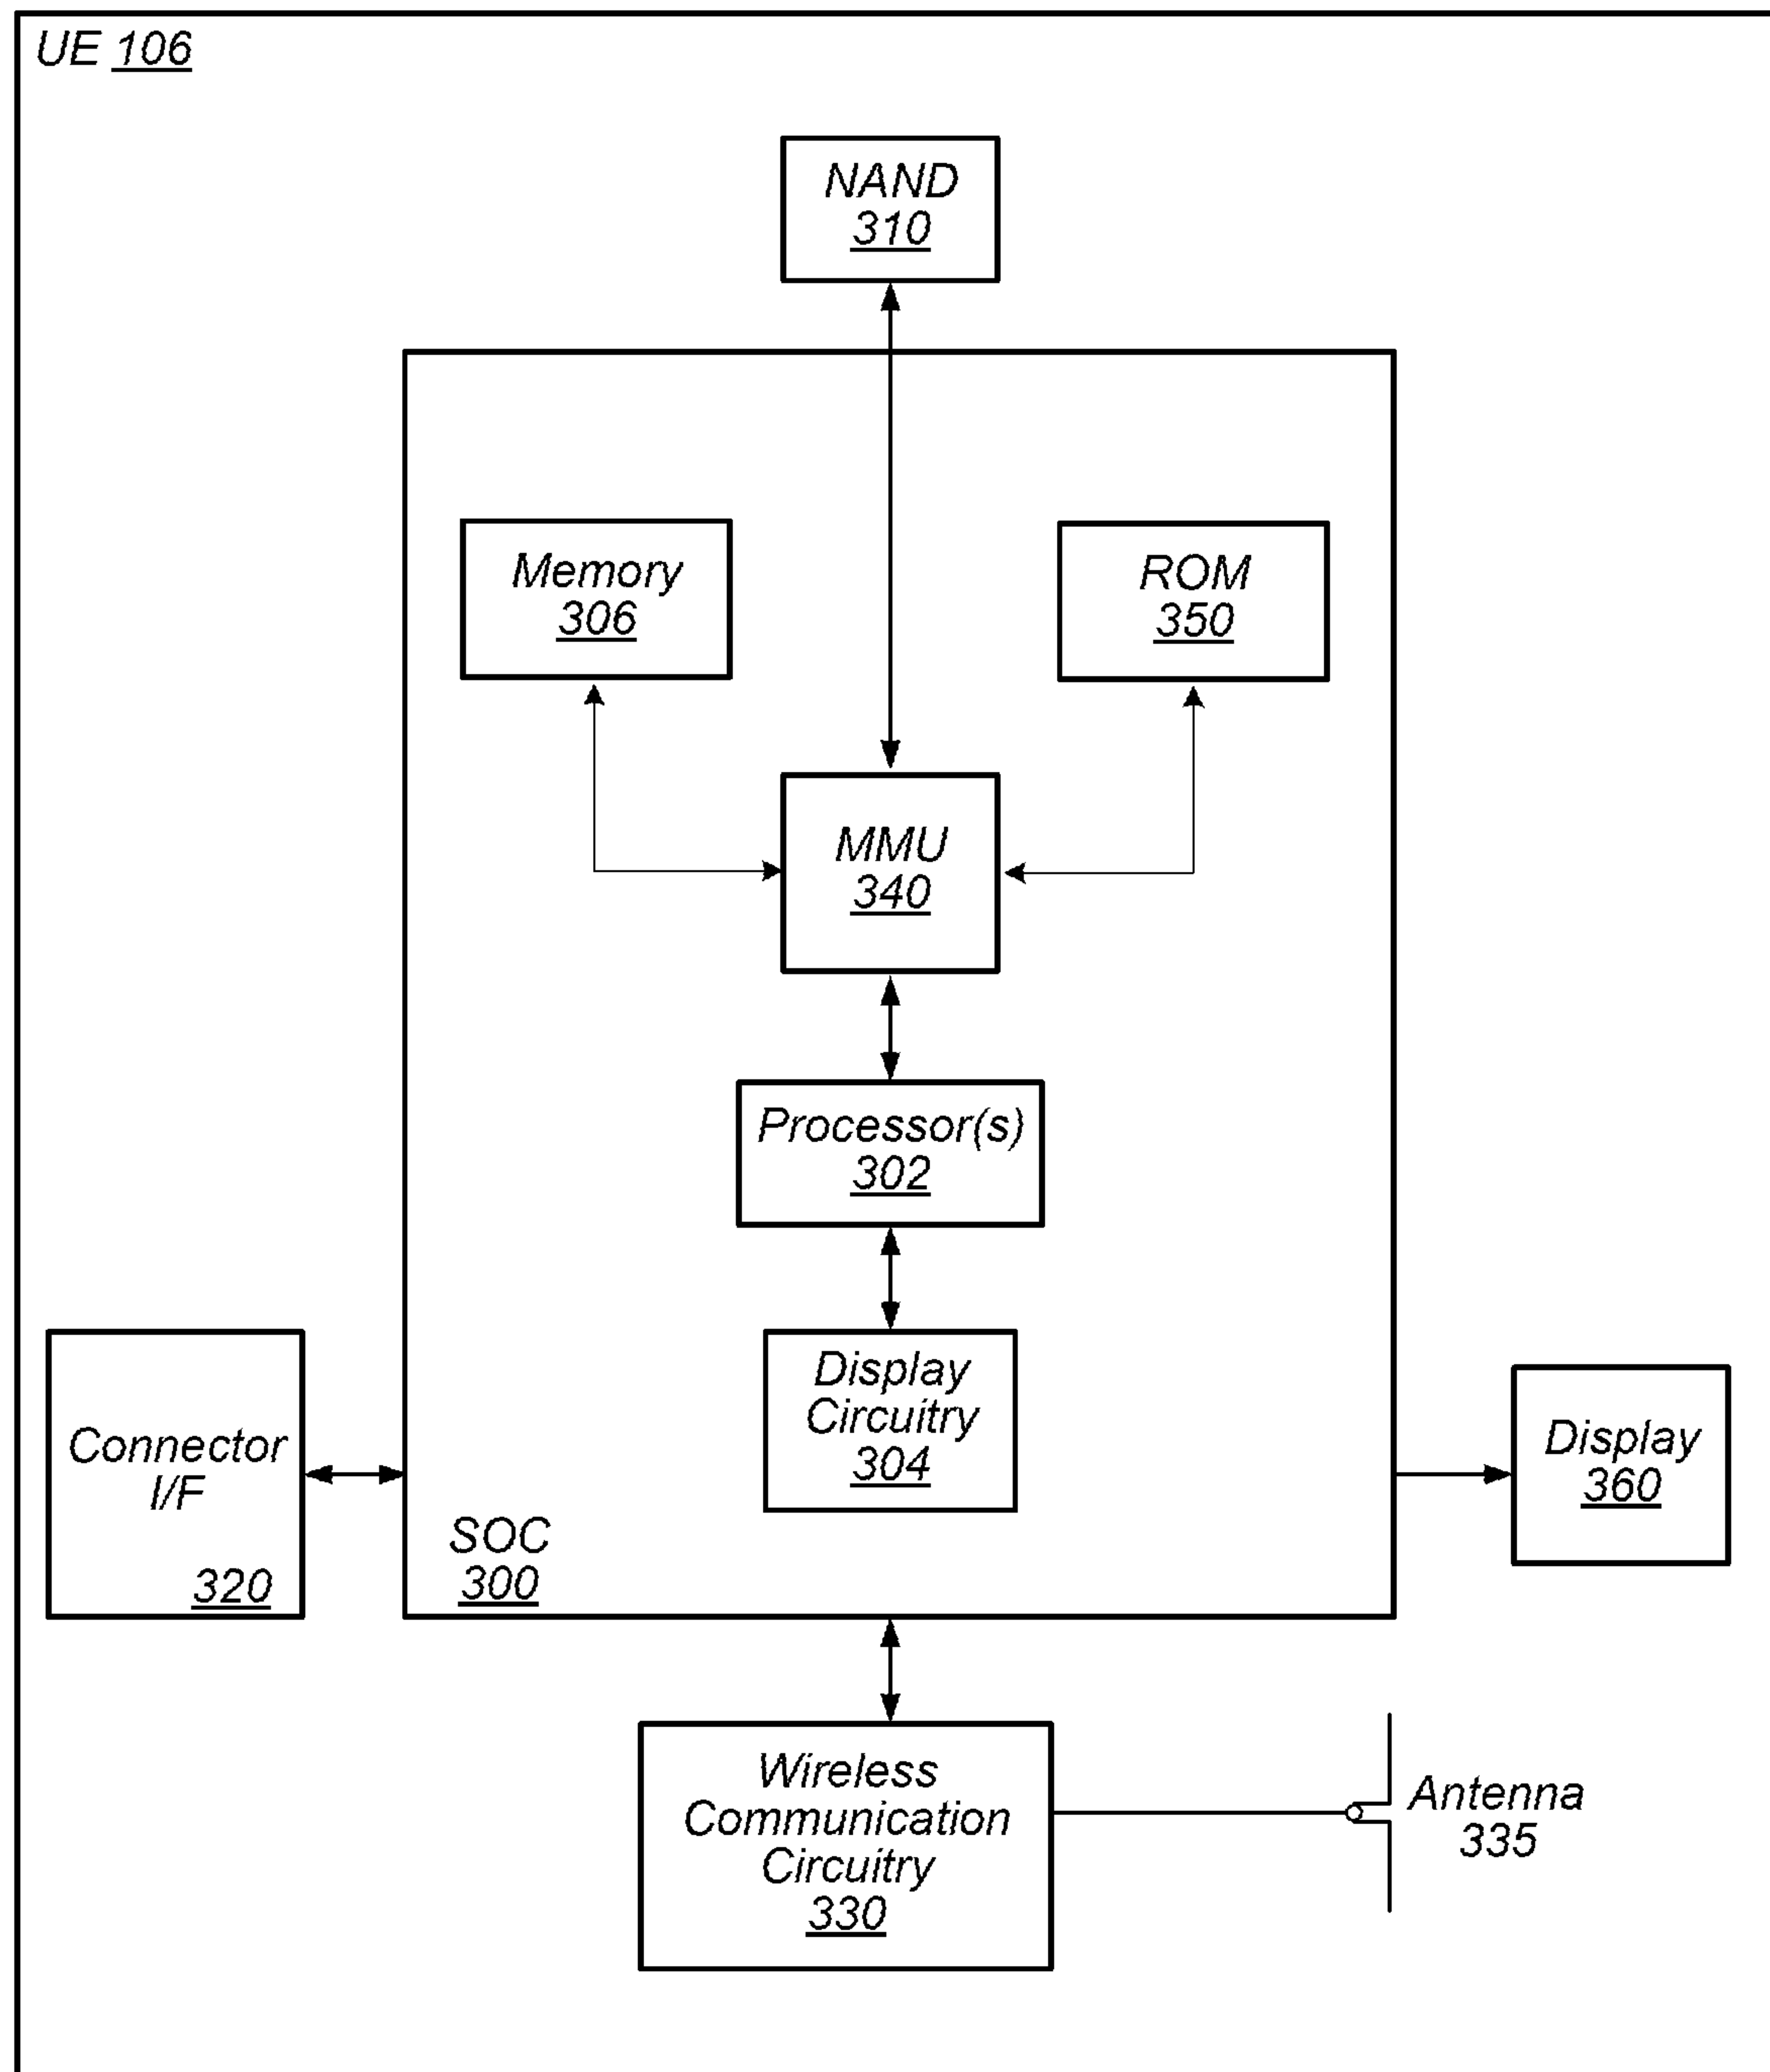 UE 106
NAND
310
Memory
306
ROM
350
MMU
340
Processor(s)
302
Display
Circuitry
304
Connector
I/F
320
SOC
300
Display
360
Wireless
Communication
Circuitry
330
Antenna
335